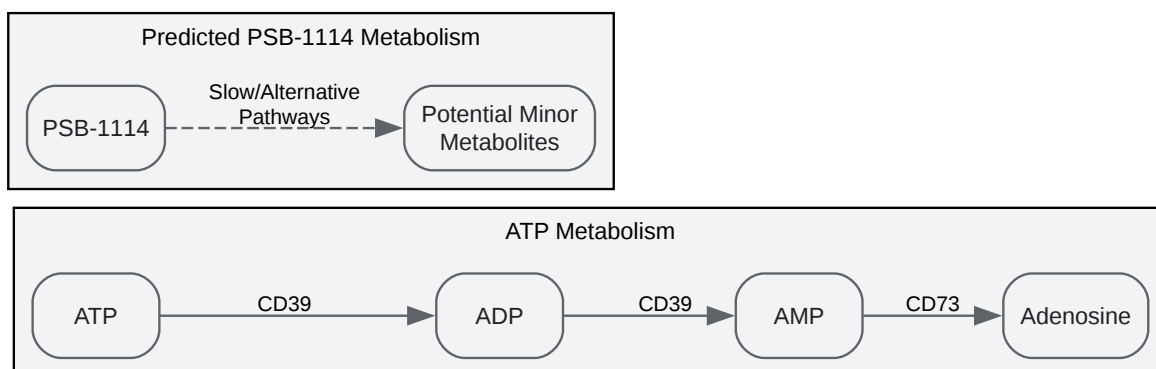 Predicted PSB-1114 Metabolism
PSB-1114
Slow/Alternative
Pathways
Potential Minor
Metabolites
ATP Metabolism
ATP
CD39
ADP
CD39
AMP
CD73
Adenosine